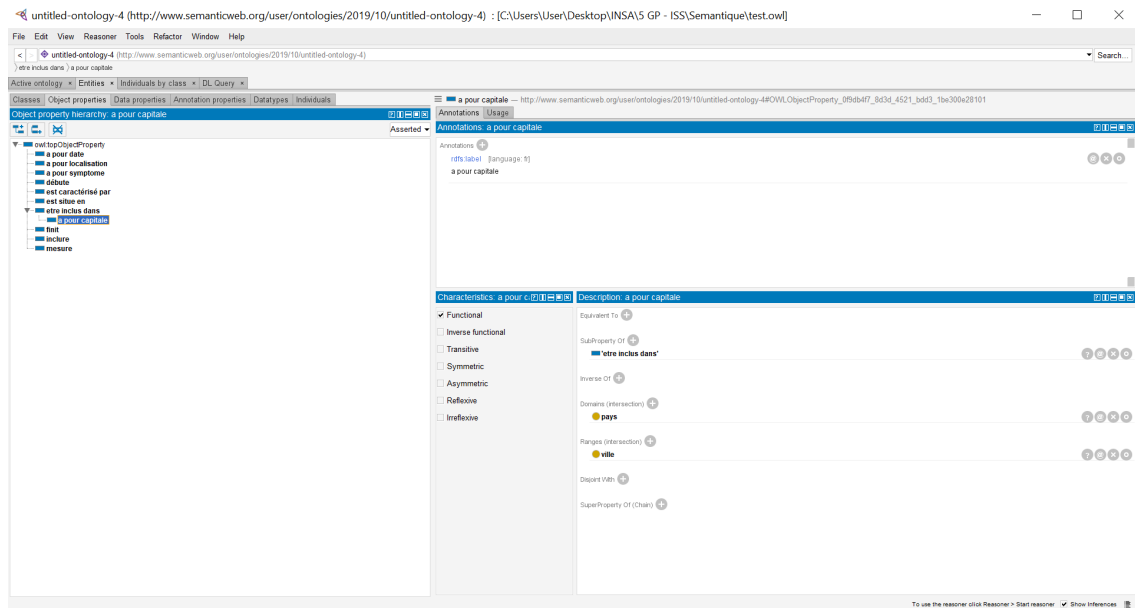 untitled-ontology-4 (http://www.semanticweb.org/user/ontologies/2019/10/untitled-ontology-4) : [C:\Users\User\Desktop\INSA\5 GP - ISS\Semantique\test.owl]
File Edit View Reasoner Tools Refactor Window Help
< > untitled-ontology-4 (http://www.semanticweb.org/user/ontologies/2019/10/untitled-ontology-4) Search...
etre inclus dans a pour capitale
Active ontology × Entities × Individuals by class × DL Query ×
Classes Object properties Data properties Annotation properties Datatypes Individuals
Object property hierarchy: a pour capitale
Asserted
owl:topObjectProperty
a pour date
a pour localisation
a pour symptome
débute
est caractérisé par
est situe en
etre inclus dans
a pour capitale
finit
inclure
mesure
a pour capitale — http://www.semanticweb.org/user/ontologies/2019/10/untitled-ontology-4#OWLObjectProperty_0f9db4f7_8d3d_4521_bdd3_1be300e28101
Annotations Usage
Annotations: a pour capitale
Annotations
rdfs:label [language: fr]
a pour capitale
Characteristics: a pour c
Functional
Inverse functional
Transitive
Symmetric
Asymmetric
Reflexive
Irreflexive
Description: a pour capitale
Equivalent To
SubProperty Of
'etre inclus dans'
Inverse Of
Domains (intersection)
pays
Ranges (intersection)
ville
Disjoint With
SuperProperty Of (Chain)
To use the reasoner click Reasoner > Start reasoner Show Inferences